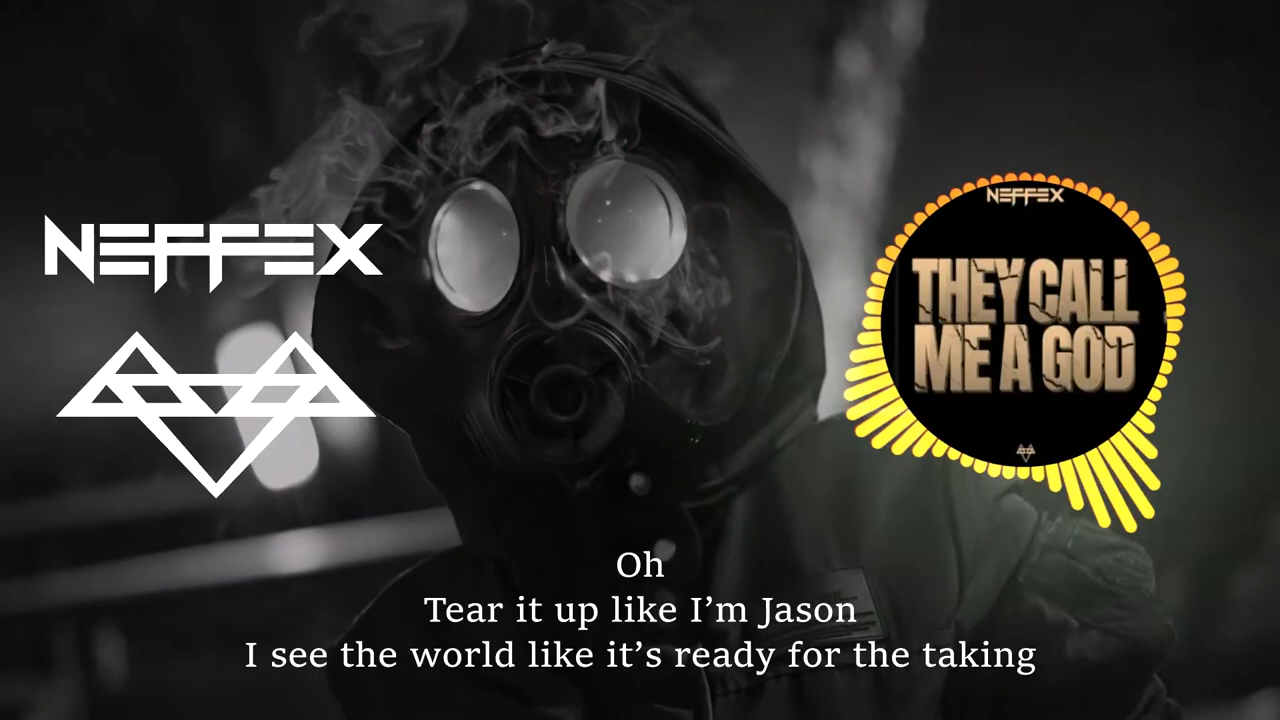 NEFFEX
NEFFEX
THEY CALL
ME A GOD
Oh
Tear it up like I’m Jason
I see the world like it’s ready for the taking